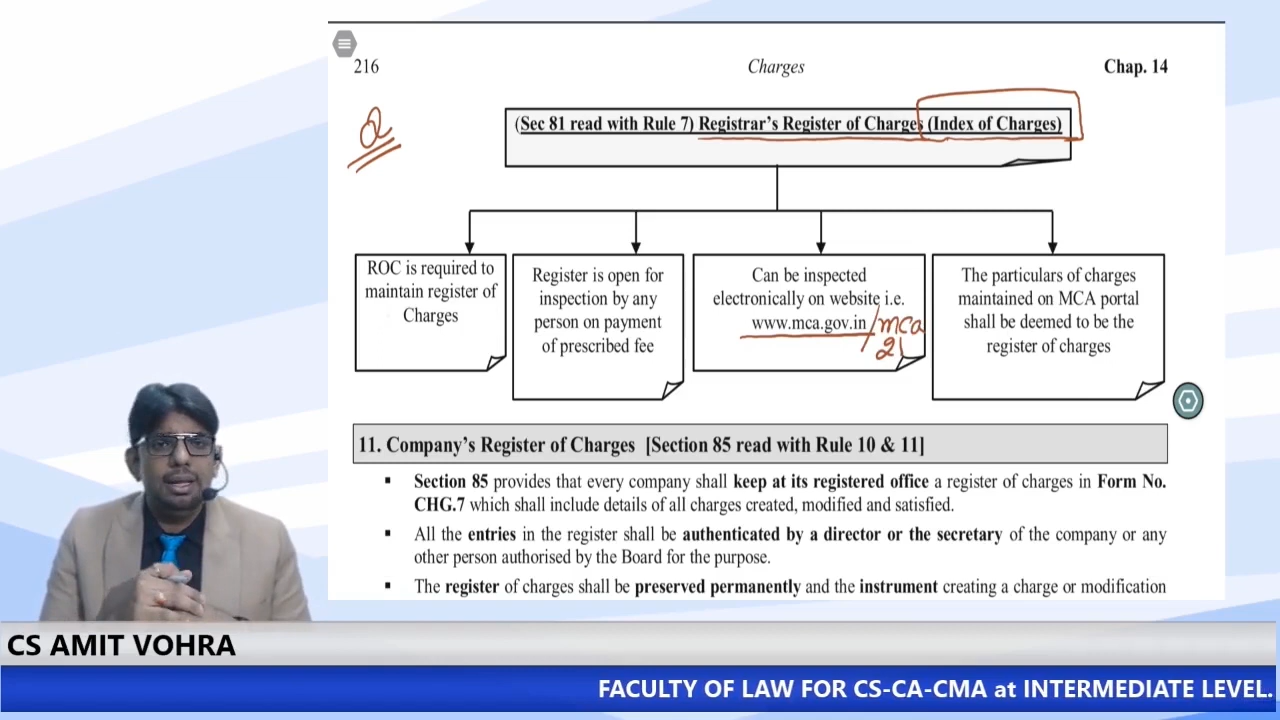 216 Charges Chap. 14
Q
(Sec 81 read with Rule 7) Registrar's Register of Charges (Index of Charges)
ROC is required to
maintain register of
Charges
Register is open for
inspection by any
person on payment
of prescribed fee
Can be inspected
electronically on website i.e.
www.mca.gov.in /mca
21
The particulars of charges
maintained on MCA portal
shall be deemed to be the
register of charges
11. Company's Register of Charges [Section 85 read with Rule 10 & 11]
▪ Section 85 provides that every company shall keep at its registered office a register of charges in Form No.
CHG.7 which shall include details of all charges created, modified and satisfied.
▪ All the entries in the register shall be authenticated by a director or the secretary of the company or any
other person authorised by the Board for the purpose.
▪ The register of charges shall be preserved permanently and the instrument creating a charge or modification
CS AMIT VOHRA
FACULTY OF LAW FOR CS-CA-CMA at INTERMEDIATE LEVEL.